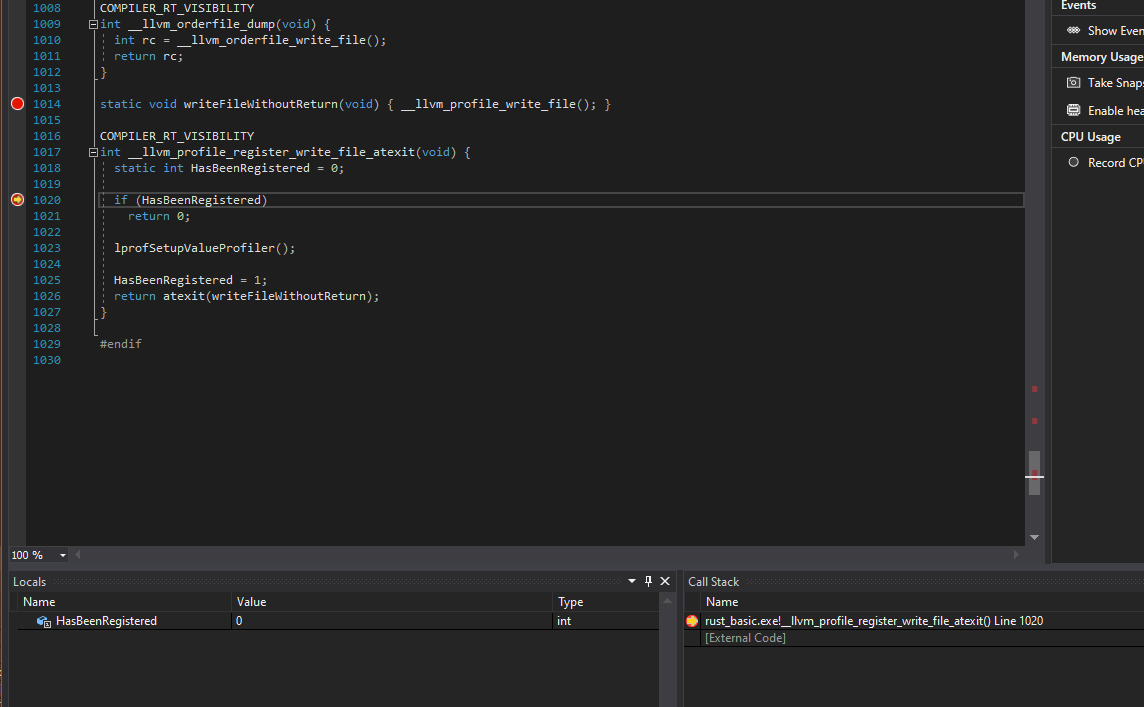 1008 COMPILER_RT_VISIBILITY
1009 int __llvm_orderfile_dump(void) {
1010 int rc = __llvm_orderfile_write_file();
1011 return rc;
1012 }
1013
1014 static void writeFileWithoutReturn(void) { __llvm_profile_write_file(); }
1015
1016 COMPILER_RT_VISIBILITY
1017 int __llvm_profile_register_write_file_atexit(void) {
1018 static int HasBeenRegistered = 0;
1019
1020 if (HasBeenRegistered)
1021 return 0;
1022
1023 lprofSetupValueProfiler();
1024
1025 HasBeenRegistered = 1;
1026 return atexit(writeFileWithoutReturn);
1027 }
1028
1029 #endif
1030
100 %
Events
Show Even
Memory Usage
Take Snaps
Enable hea
CPU Usage
Record CP
Locals
Name Value Type
HasBeenRegistered 0 int
Call Stack
Name
rust_basic.exe!__llvm_profile_register_write_file_atexit() Line 1020
[External Code]